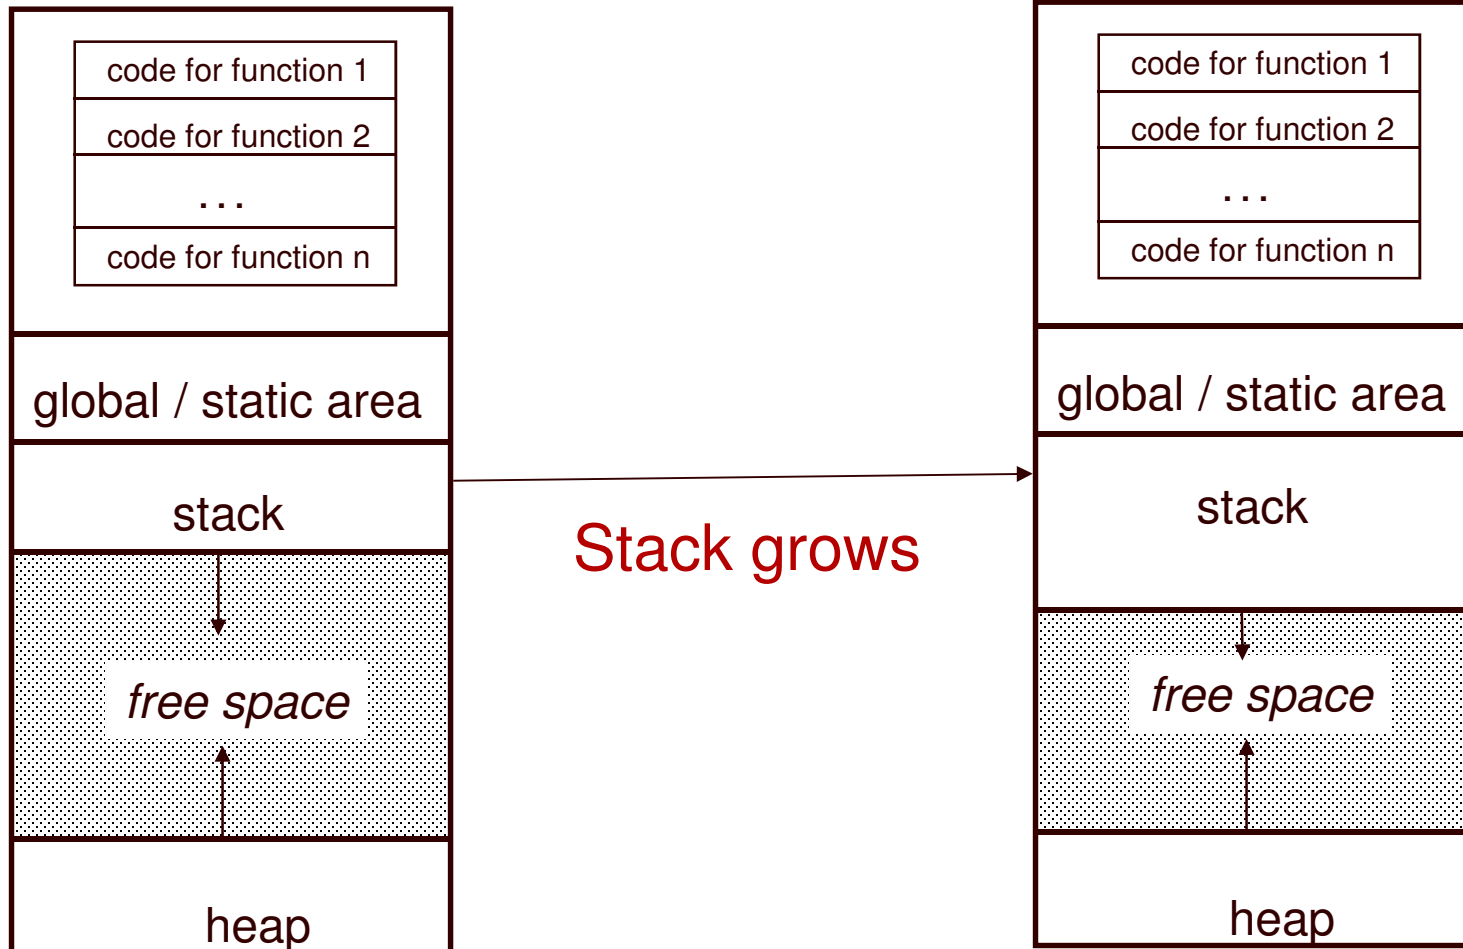 code for function 1
code for function 2
. . .
code for function n
global / static area
stack
free space
heap
Stack grows
code for function 1
code for function 2
. . .
code for function n
global / static area
stack
free space
heap